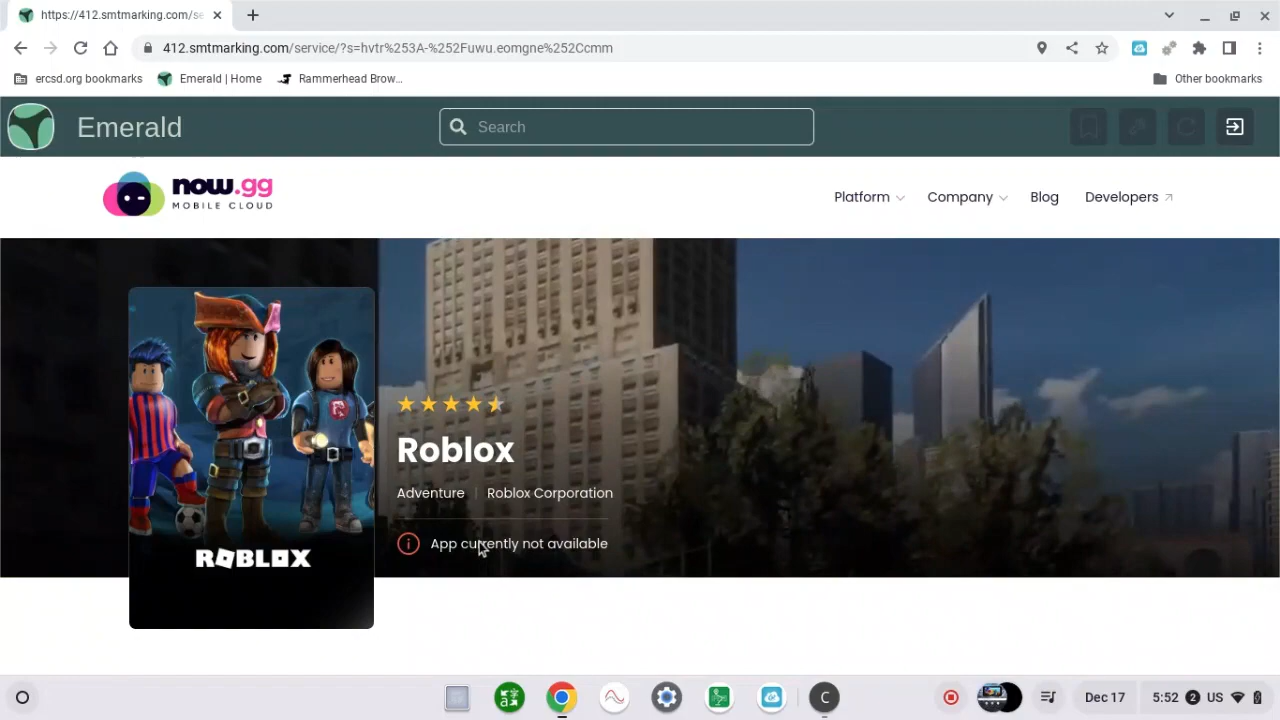 https://412.smtmarking.com/se
412.smtmarking.com/service/?s=hvtr%253A-%252Fuwu.eomgne%252Ccmm
ercsd.org bookmarks Emerald | Home Rammerhead Brow... Other bookmarks
Emerald Search
now.gg
MOBILE CLOUD
Platform Company Blog Developers
Roblox
Adventure | Roblox Corporation
App currently not available
ROBLOX
C Dec 17 5:52 2 US